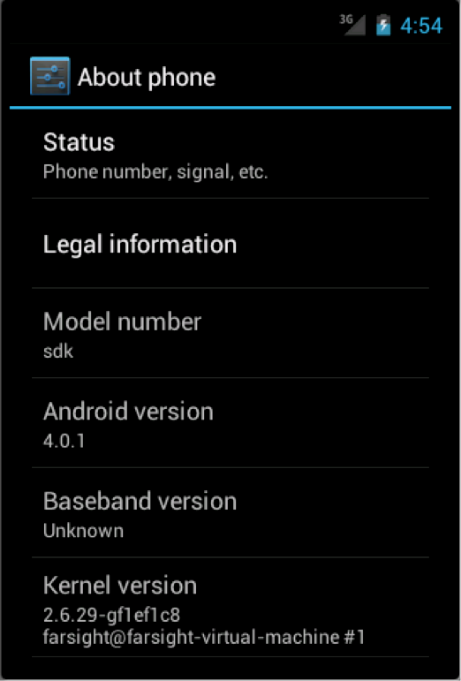 3G 4:54
About phone
Status
Phone number, signal, etc.
Legal information
Model number
sdk
Android version
4.0.1
Baseband version
Unknown
Kernel version
2.6.29-gf1ef1c8
farsight@farsight-virtual-machine #1